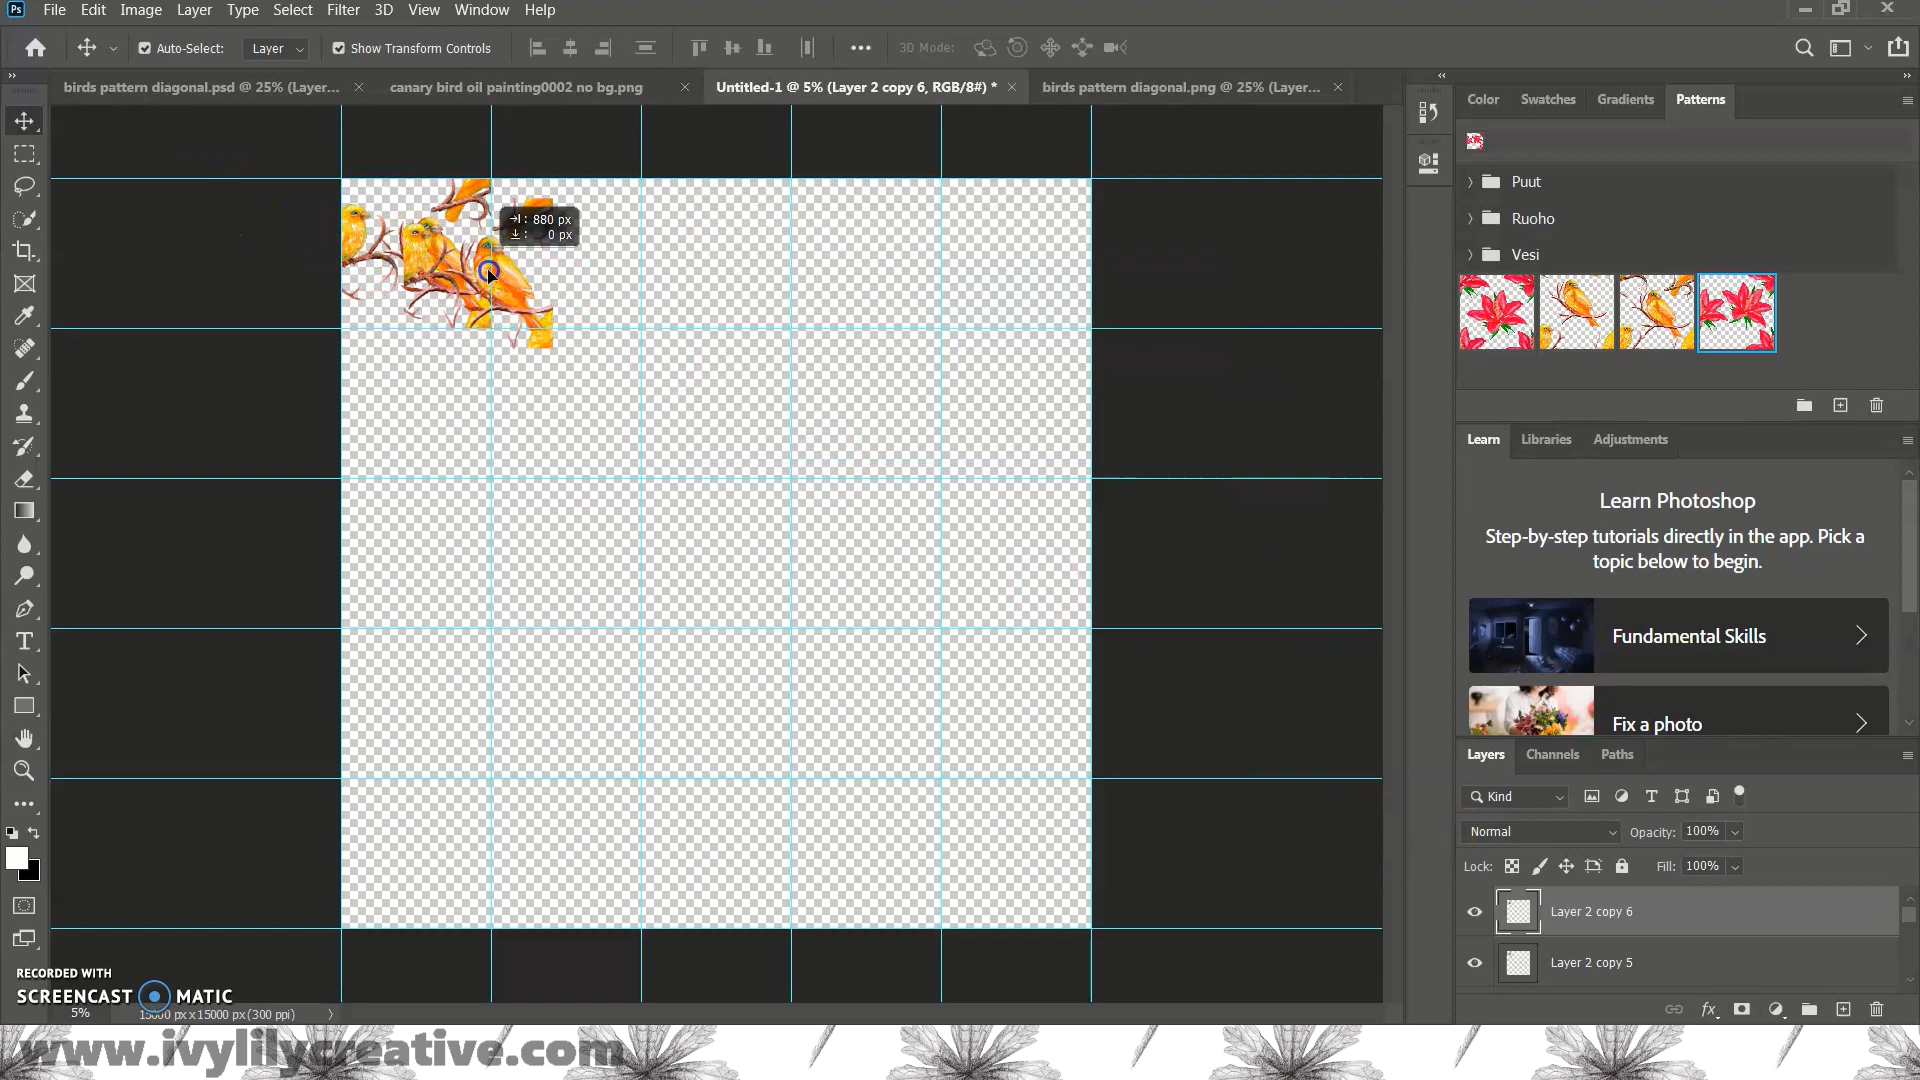 Ps File Edit Image Layer Type Select Filter 3D View Window Help
Auto-Select: Layer Show Transform Controls 3D Mode:
birds pattern diagonal.psd @ 25% (Layer... canary bird oil painting0002 no bg.png Untitled-1 @ 5% (Layer 2 copy 6, RGB/8#) * birds pattern diagonal.png @ 25% (Layer...
Color Swatches Gradients Patterns
Puut
Ruoho
Vesi
: 880 px
: 0 px
Learn Libraries Adjustments
Learn Photoshop
Step-by-step tutorials directly in the app. Pick a
topic below to begin.
Fundamental Skills
Fix a photo
Layers Channels Paths
Kind
Normal Opacity: 100%
Lock: Fill: 100%
Layer 2 copy 6
Layer 2 copy 5
RECORDED WITH
SCREENCAST MATIC
5% 15000 px x 15000 px (300 ppi)
www.ivylilycreative.com